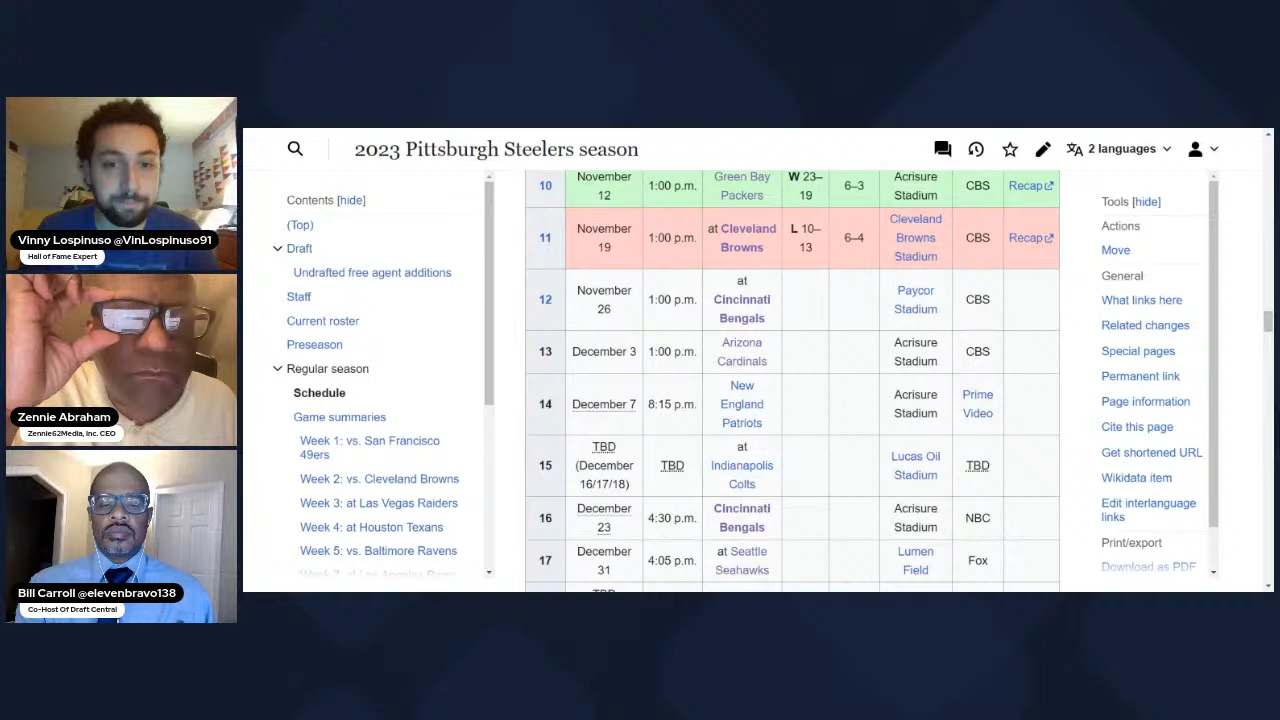 Vinny Lospinuso @VinLospinuso91
Hall of Fame Expert
Zennie Abraham
Zennie62Media, Inc. CEO
Bill Carroll @elevenbravo138
Co-Host Of Draft Central
2023 Pittsburgh Steelers season
2 languages
Contents [hide]
(Top)
Draft
Undrafted free agent additions
Staff
Current roster
Preseason
Regular season
Schedule
Game summaries
Week 1: vs. San Francisco
49ers
Week 2: vs. Cleveland Browns
Week 3: at Las Vegas Raiders
Week 4: at Houston Texans
Week 5: vs. Baltimore Ravens
Week 7: at Los Angeles Rams
10 November 12 1:00 p.m. Green Bay Packers W 23–19 6–3 Acrisure Stadium CBS Recap
11 November 19 1:00 p.m. at Cleveland Browns L 10–13 6–4 Cleveland Browns Stadium CBS Recap
12 November 26 1:00 p.m. at Cincinnati Bengals Paycor Stadium CBS
13 December 3 1:00 p.m. Arizona Cardinals Acrisure Stadium CBS
14 December 7 8:15 p.m. New England Patriots Acrisure Stadium Prime Video
15 TBD (December 16/17/18) TBD at Indianapolis Colts Lucas Oil Stadium TBD
16 December 23 4:30 p.m. Cincinnati Bengals Acrisure Stadium NBC
17 December 31 4:05 p.m. at Seattle Seahawks Lumen Field Fox
Tools [hide]
Actions
Move
General
What links here
Related changes
Special pages
Permanent link
Page information
Cite this page
Get shortened URL
Wikidata item
Edit interlanguage
links
Print/export
Download as PDF